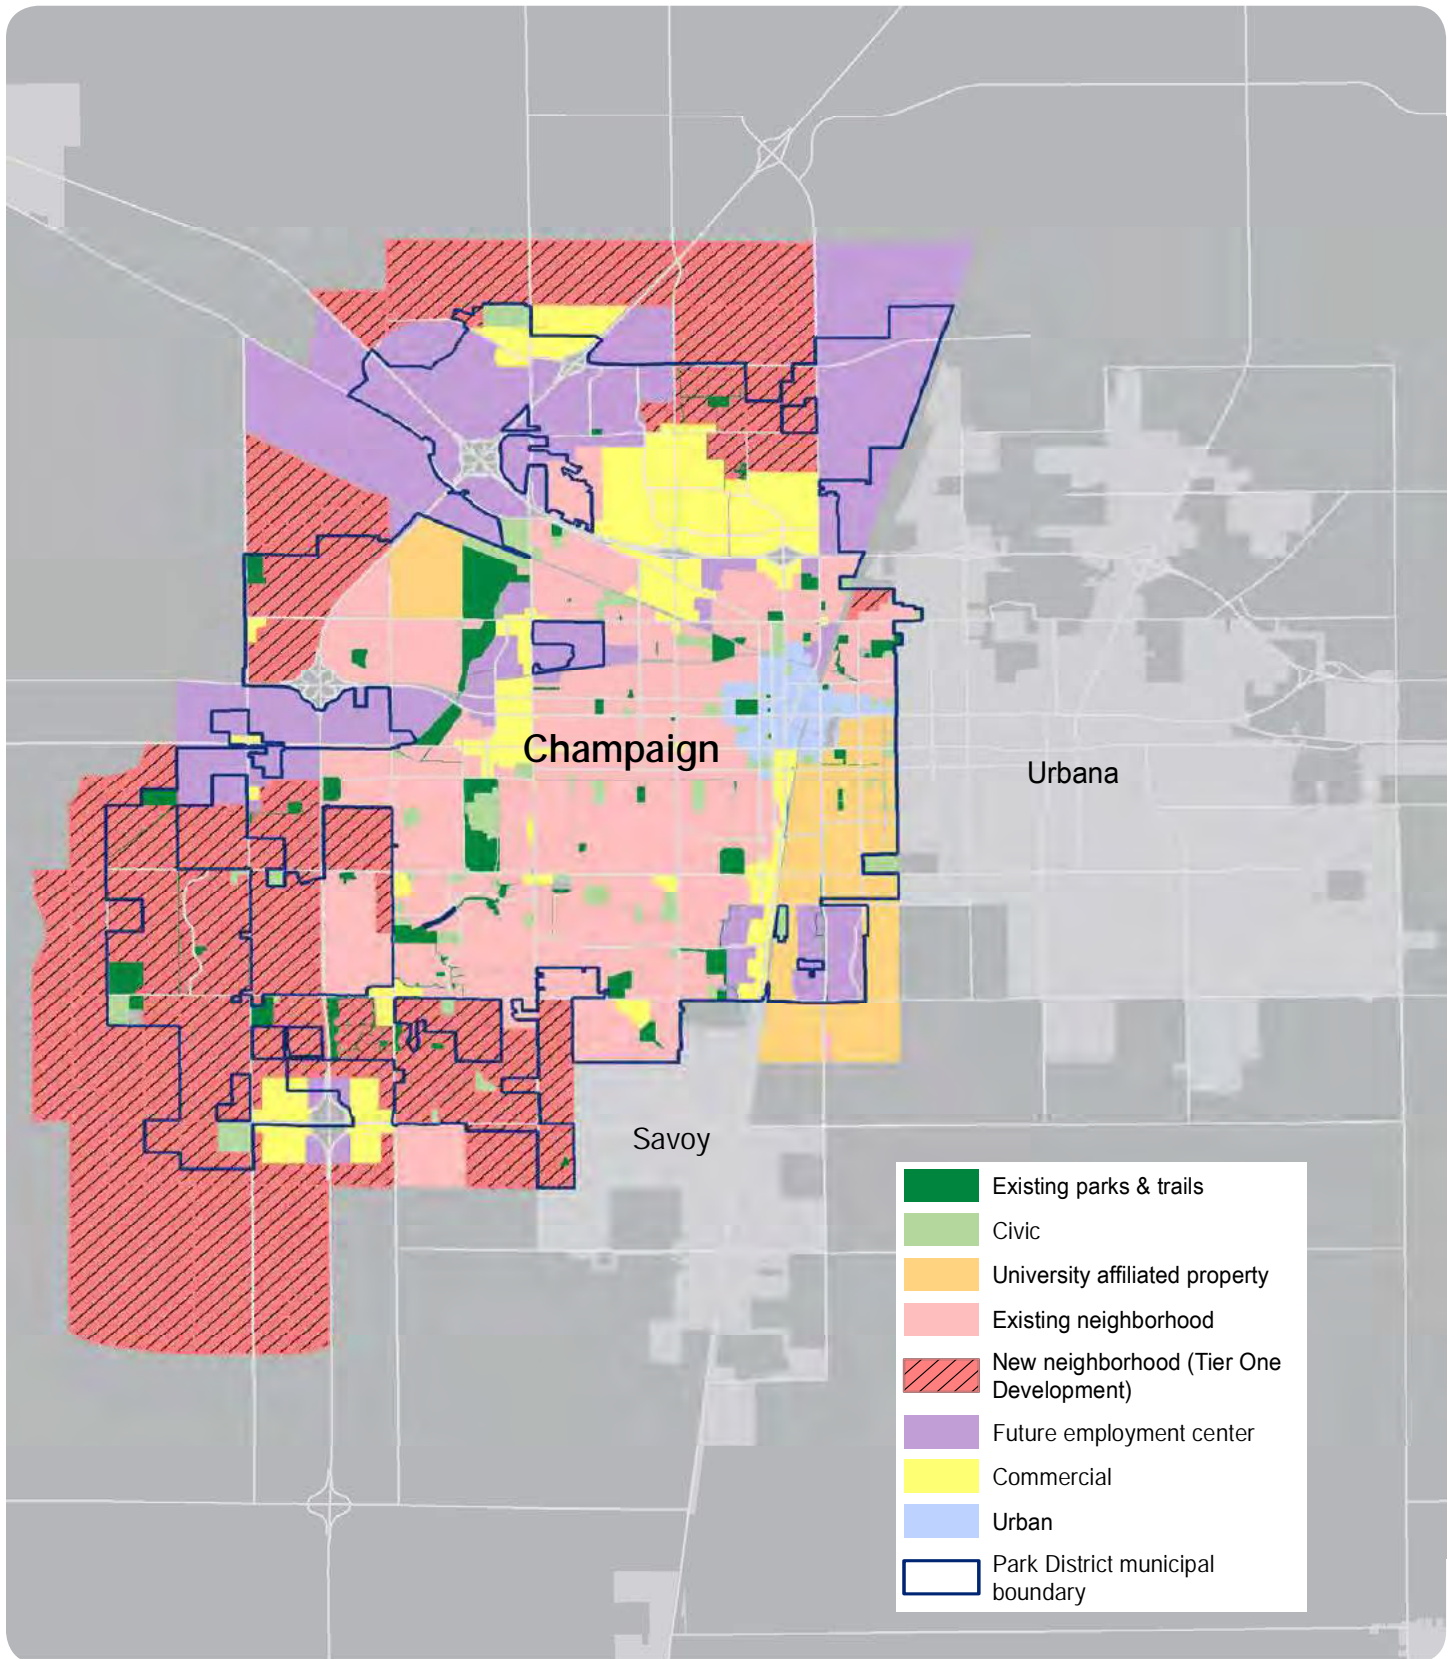 Champaign
Urbana
Savoy
Existing parks & trails
Civic
University affiliated property
Existing neighborhood
New neighborhood (Tier One
Development)
Future employment center
Commercial
Urban
Park District municipal
boundary